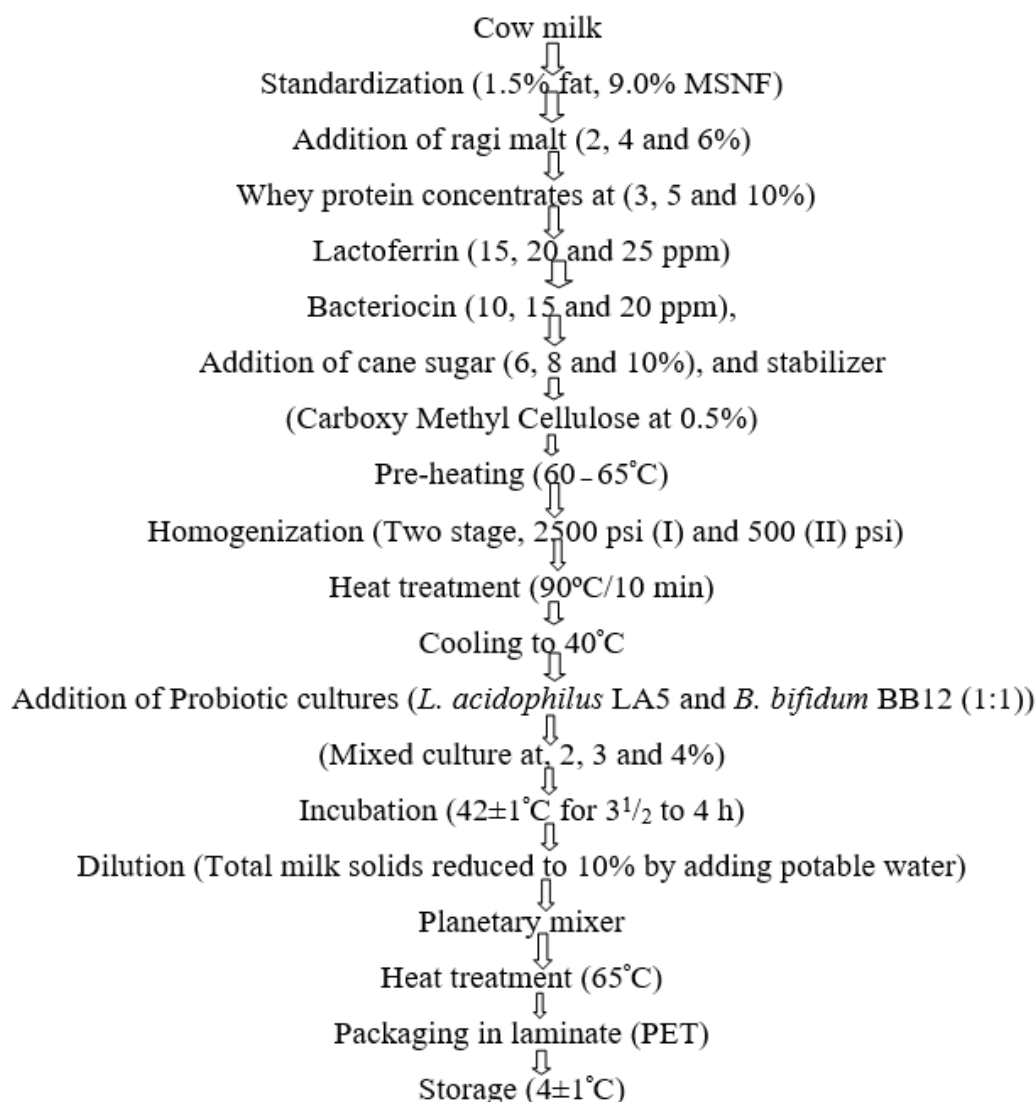 Cow milk
Standardization (1.5% fat, 9.0% MSNF)
Addition of ragi malt (2, 4 and 6%)
Whey protein concentrates at (3, 5 and 10%)
Lactoferrin (15, 20 and 25 ppm)
Bacteriocin (10, 15 and 20 ppm),
Addition of cane sugar (6, 8 and 10%), and stabilizer
(Carboxy Methyl Cellulose at 0.5%)
Pre-heating (60 – 65°C)
Homogenization (Two stage, 2500 psi (I) and 500 (II) psi)
Heat treatment (90ºC/10 min)
Cooling to 40°C
Addition of Probiotic cultures (L. acidophilus LA5 and B. bifidum BB12 (1:1))
(Mixed culture at, 2, 3 and 4%)
Incubation (42±1°C for 3¹/₂ to 4 h)
Dilution (Total milk solids reduced to 10% by adding potable water)
Planetary mixer
Heat treatment (65°C)
Packaging in laminate (PET)
Storage (4±1°C)